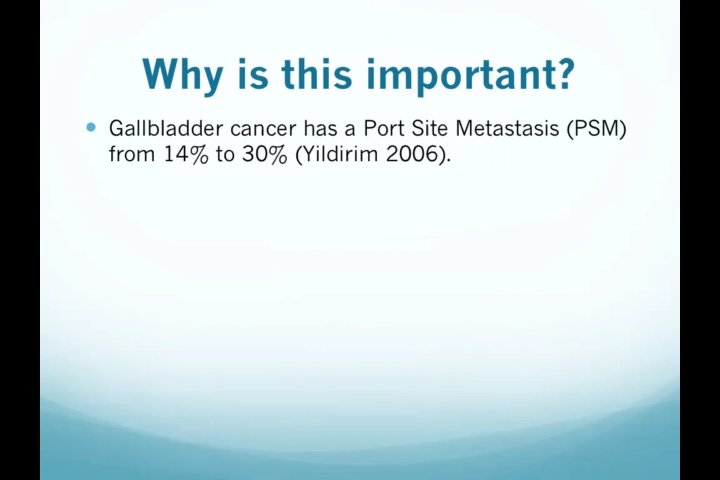 Why is this important?
• Gallbladder cancer has a Port Site Metastasis (PSM)
from 14% to 30% (Yildirim 2006).